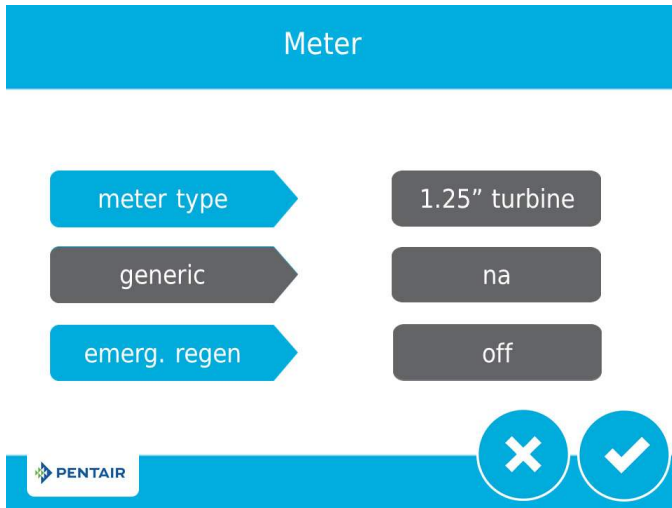 Meter
meter type
1.25” turbine
generic
na
emerg. regen
off
PENTAIR